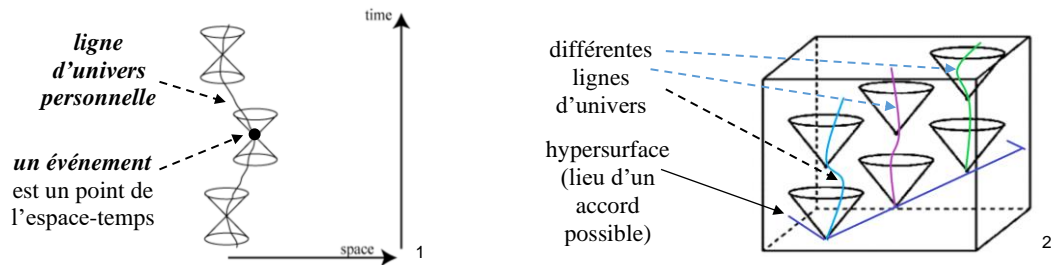 ligne
d'univers
personnelle
un événement
est un point de
l'espace-temps
time
space
1
différentes
lignes
d'univers
hypersurface
(lieu d'un
accord
possible)
2